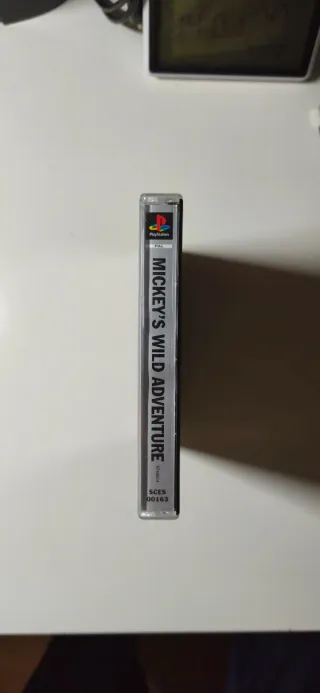 PlayStation
PAL
MICKEY'S WILD ADVENTURE
SCES
00163